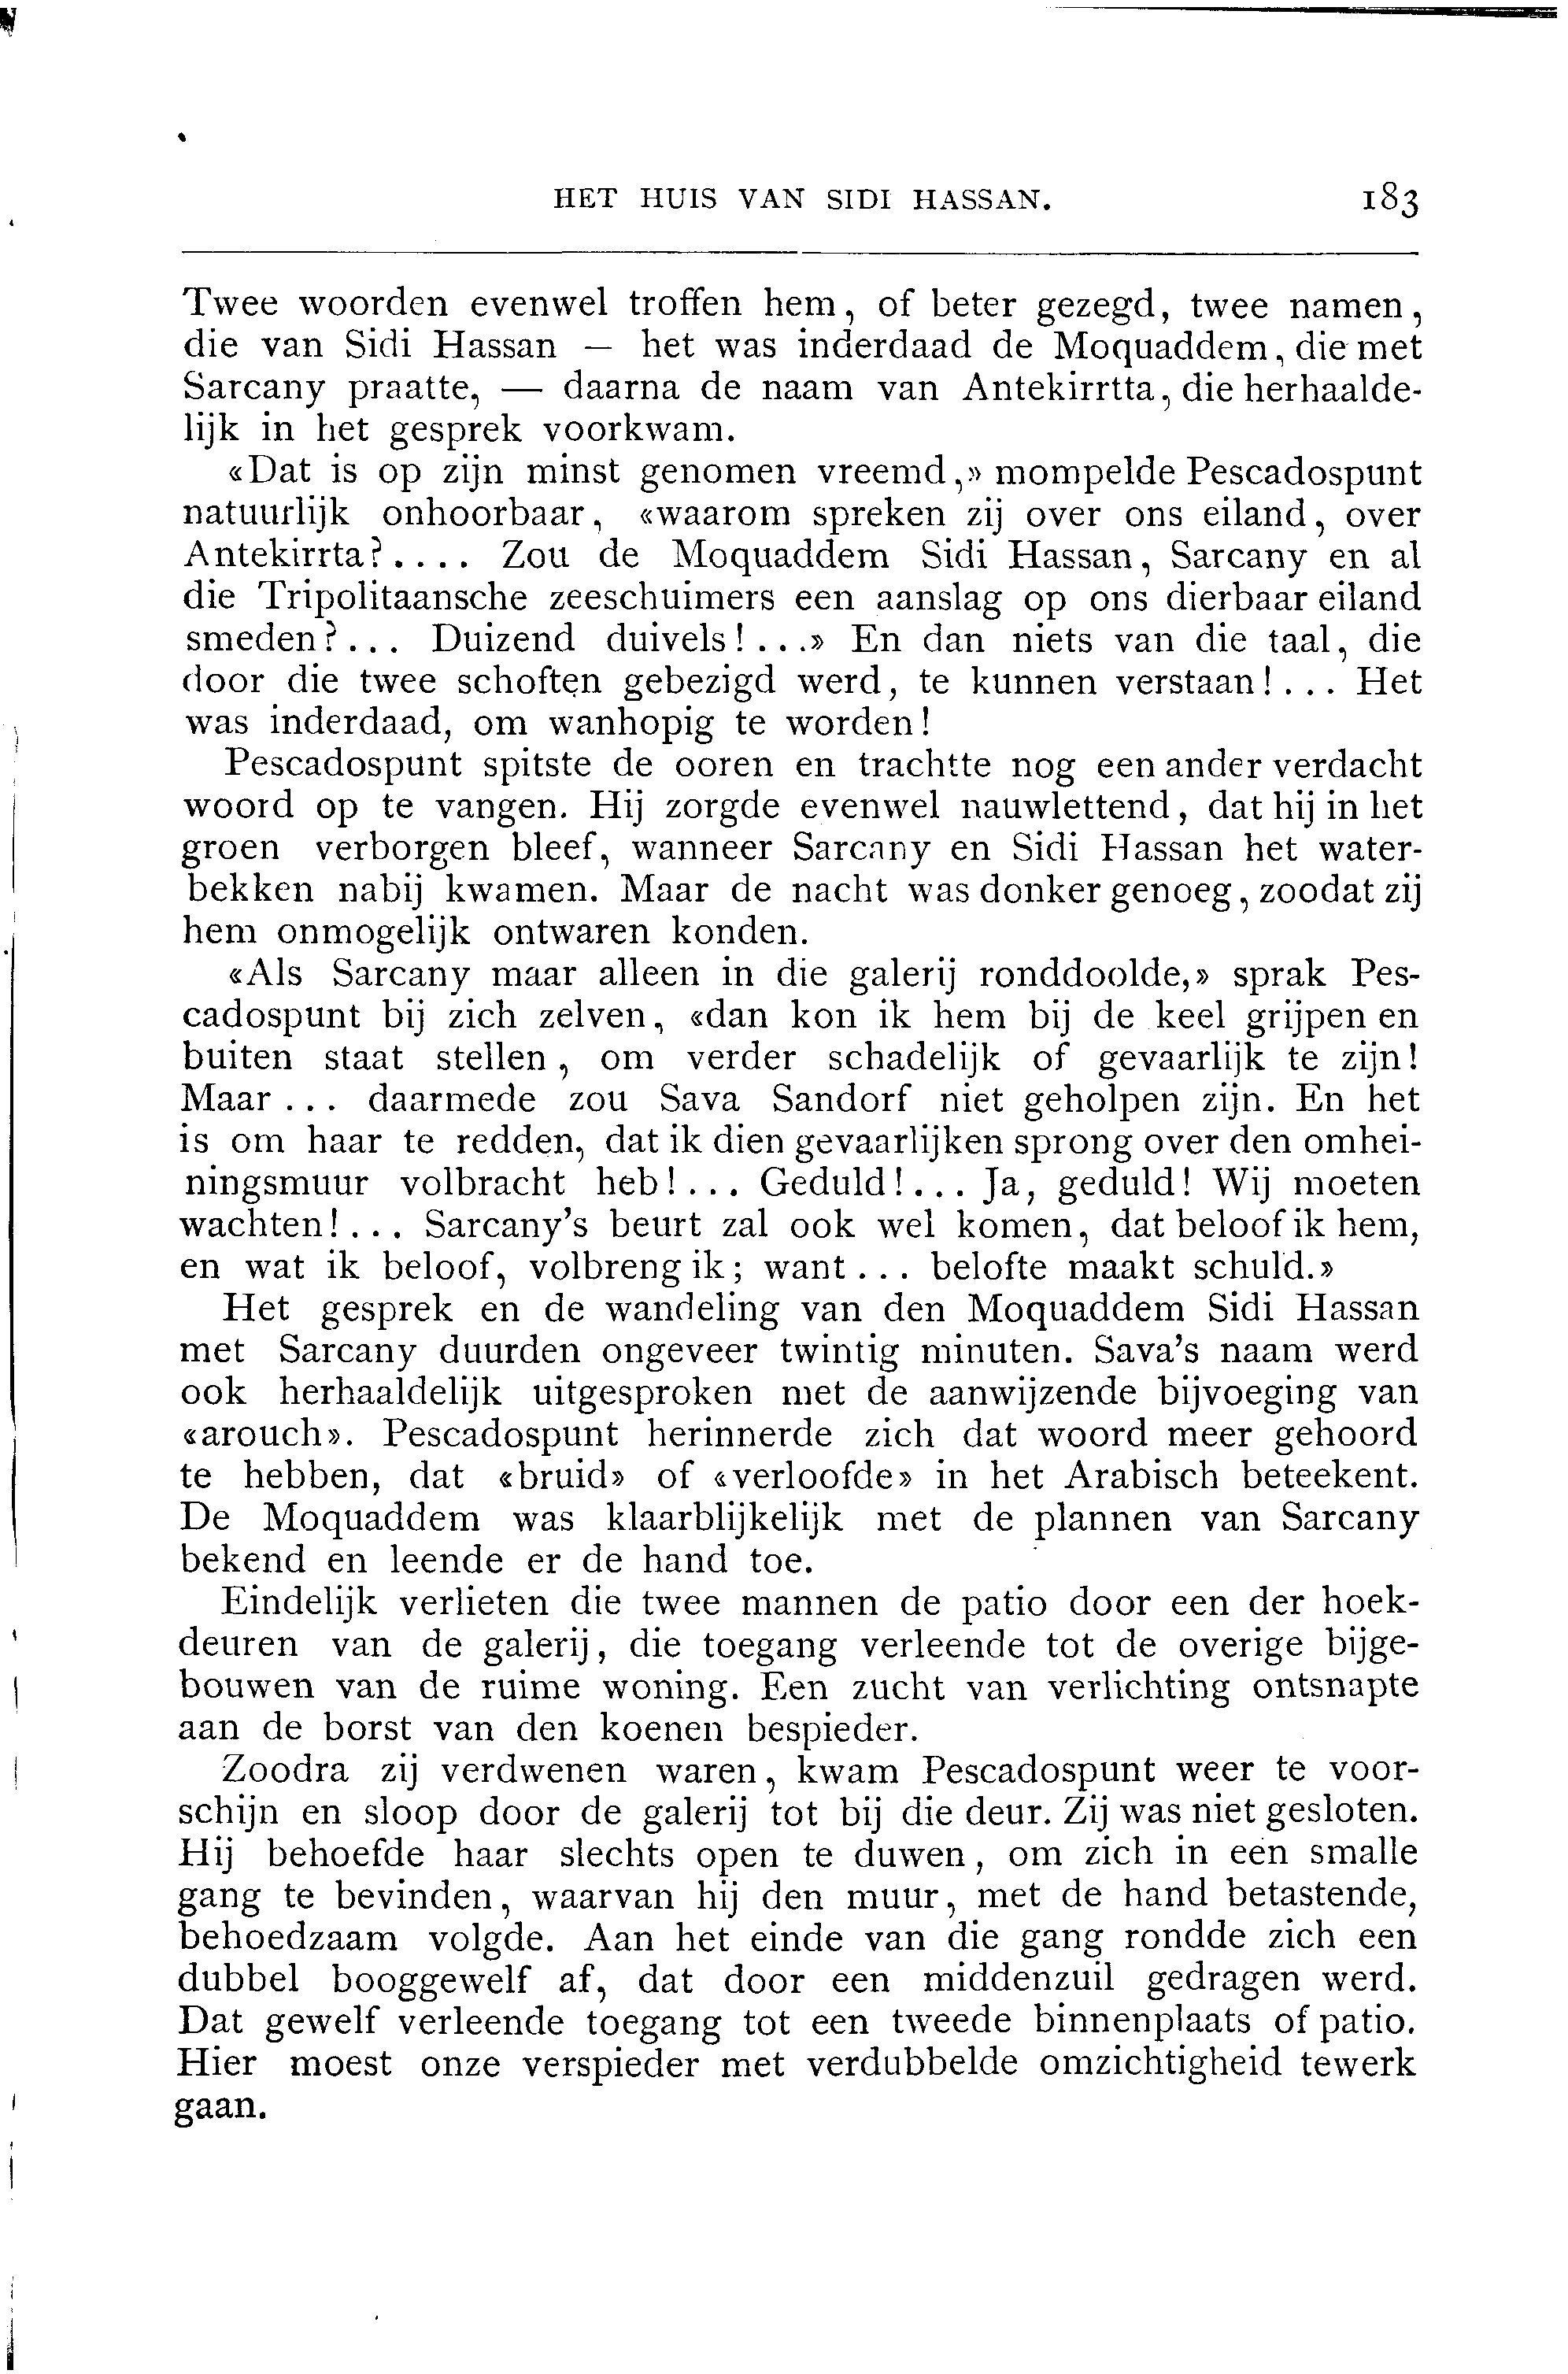 HET HUIS VAN SIDI HASSAN. 183
Twee woorden evenwel troffen hem, of beter gezegd, twee namen,
die van Sidi Hassan — het was inderdaad de Moquaddem, die met
Sarcany praatte, — daarna de naam van Antekirrtta, die herhaalde-
lijk in het gesprek voorkwam.
«Dat is op zijn minst genomen vreemd,» mompelde Pescadospunt
natuurlijk onhoorbaar, «waarom spreken zij over ons eiland, over
Antekirrta?.... Zou de Moquaddem Sidi Hassan, Sarcany en al
die Tripolitaansche zeeschuimers een aanslag op ons dierbaar eiland
smeden?... Duizend duivels!...» En dan niets van die taal, die
door die twee schoften gebezigd werd, te kunnen verstaan!... Het
was inderdaad, om wanhopig te worden!
Pescadospunt spitste de ooren en trachtte nog een ander verdacht
woord op te vangen. Hij zorgde evenwel nauwlettend, dat hij in het
groen verborgen bleef, wanneer Sarcany en Sidi Hassan het water-
bekken nabij kwamen. Maar de nacht was donker genoeg, zoodat zij
hem onmogelijk ontwaren konden.
«Als Sarcany maar alleen in die galerij ronddoolde,» sprak Pes-
cadospunt bij zich zelven, «dan kon ik hem bij de keel grijpen en
buiten staat stellen, om verder schadelijk of gevaarlijk te zijn!
Maar... daarmede zou Sava Sandorf niet geholpen zijn. En het
is om haar te redden, dat ik dien gevaarlijken sprong over den omhei-
ningsmuur volbracht heb!... Geduld!... Ja, geduld! Wij moeten
wachten!... Sarcany's beurt zal ook wel komen, dat beloof ik hem,
en wat ik beloof, volbreng ik; want... belofte maakt schuld.»
Het gesprek en de wandeling van den Moquaddem Sidi Hassan
met Sarcany duurden ongeveer twintig minuten. Sava's naam werd
ook herhaaldelijk uitgesproken met de aanwijzende bijvoeging van
«arouch». Pescadospunt herinnerde zich dat woord meer gehoord
te hebben, dat «bruid» of «verloofde» in het Arabisch beteekent.
De Moquaddem was klaarblijkelijk met de plannen van Sarcany
bekend en leende er de hand toe.
Eindelijk verlieten die twee mannen de patio door een der hoek-
deuren van de galerij, die toegang verleende tot de overige bijge-
bouwen van de ruime woning. Een zucht van verlichting ontsnapte
aan de borst van den koenen bespieder.
Zoodra zij verdwenen waren, kwam Pescadospunt weer te voor-
schijn en sloop door de galerij tot bij die deur. Zij was niet gesloten.
Hij behoefde haar slechts open te duwen, om zich in een smalle
gang te bevinden, waarvan hij den muur, met de hand betastende,
behoedzaam volgde. Aan het einde van die gang rondde zich een
dubbel booggewelf af, dat door een middenzuil gedragen werd.
Dat gewelf verleende toegang tot een tweede binnenplaats of patio.
Hier moest onze verspieder met verdubbelde omzichtigheid tewerk
gaan.